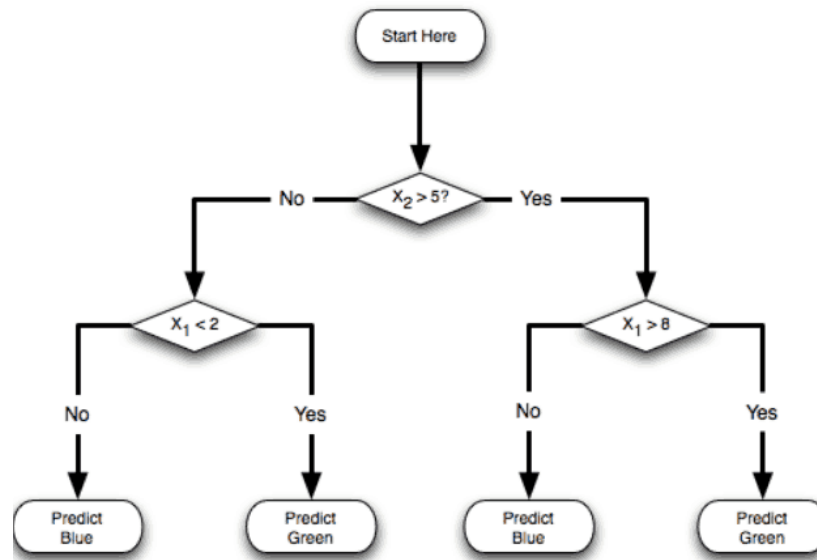 Start Here
No
X₂ > 5?
Yes
X₁ < 2
X₁ > 8
No
Yes
No
Yes
Predict
Blue
Predict
Green
Predict
Blue
Predict
Green